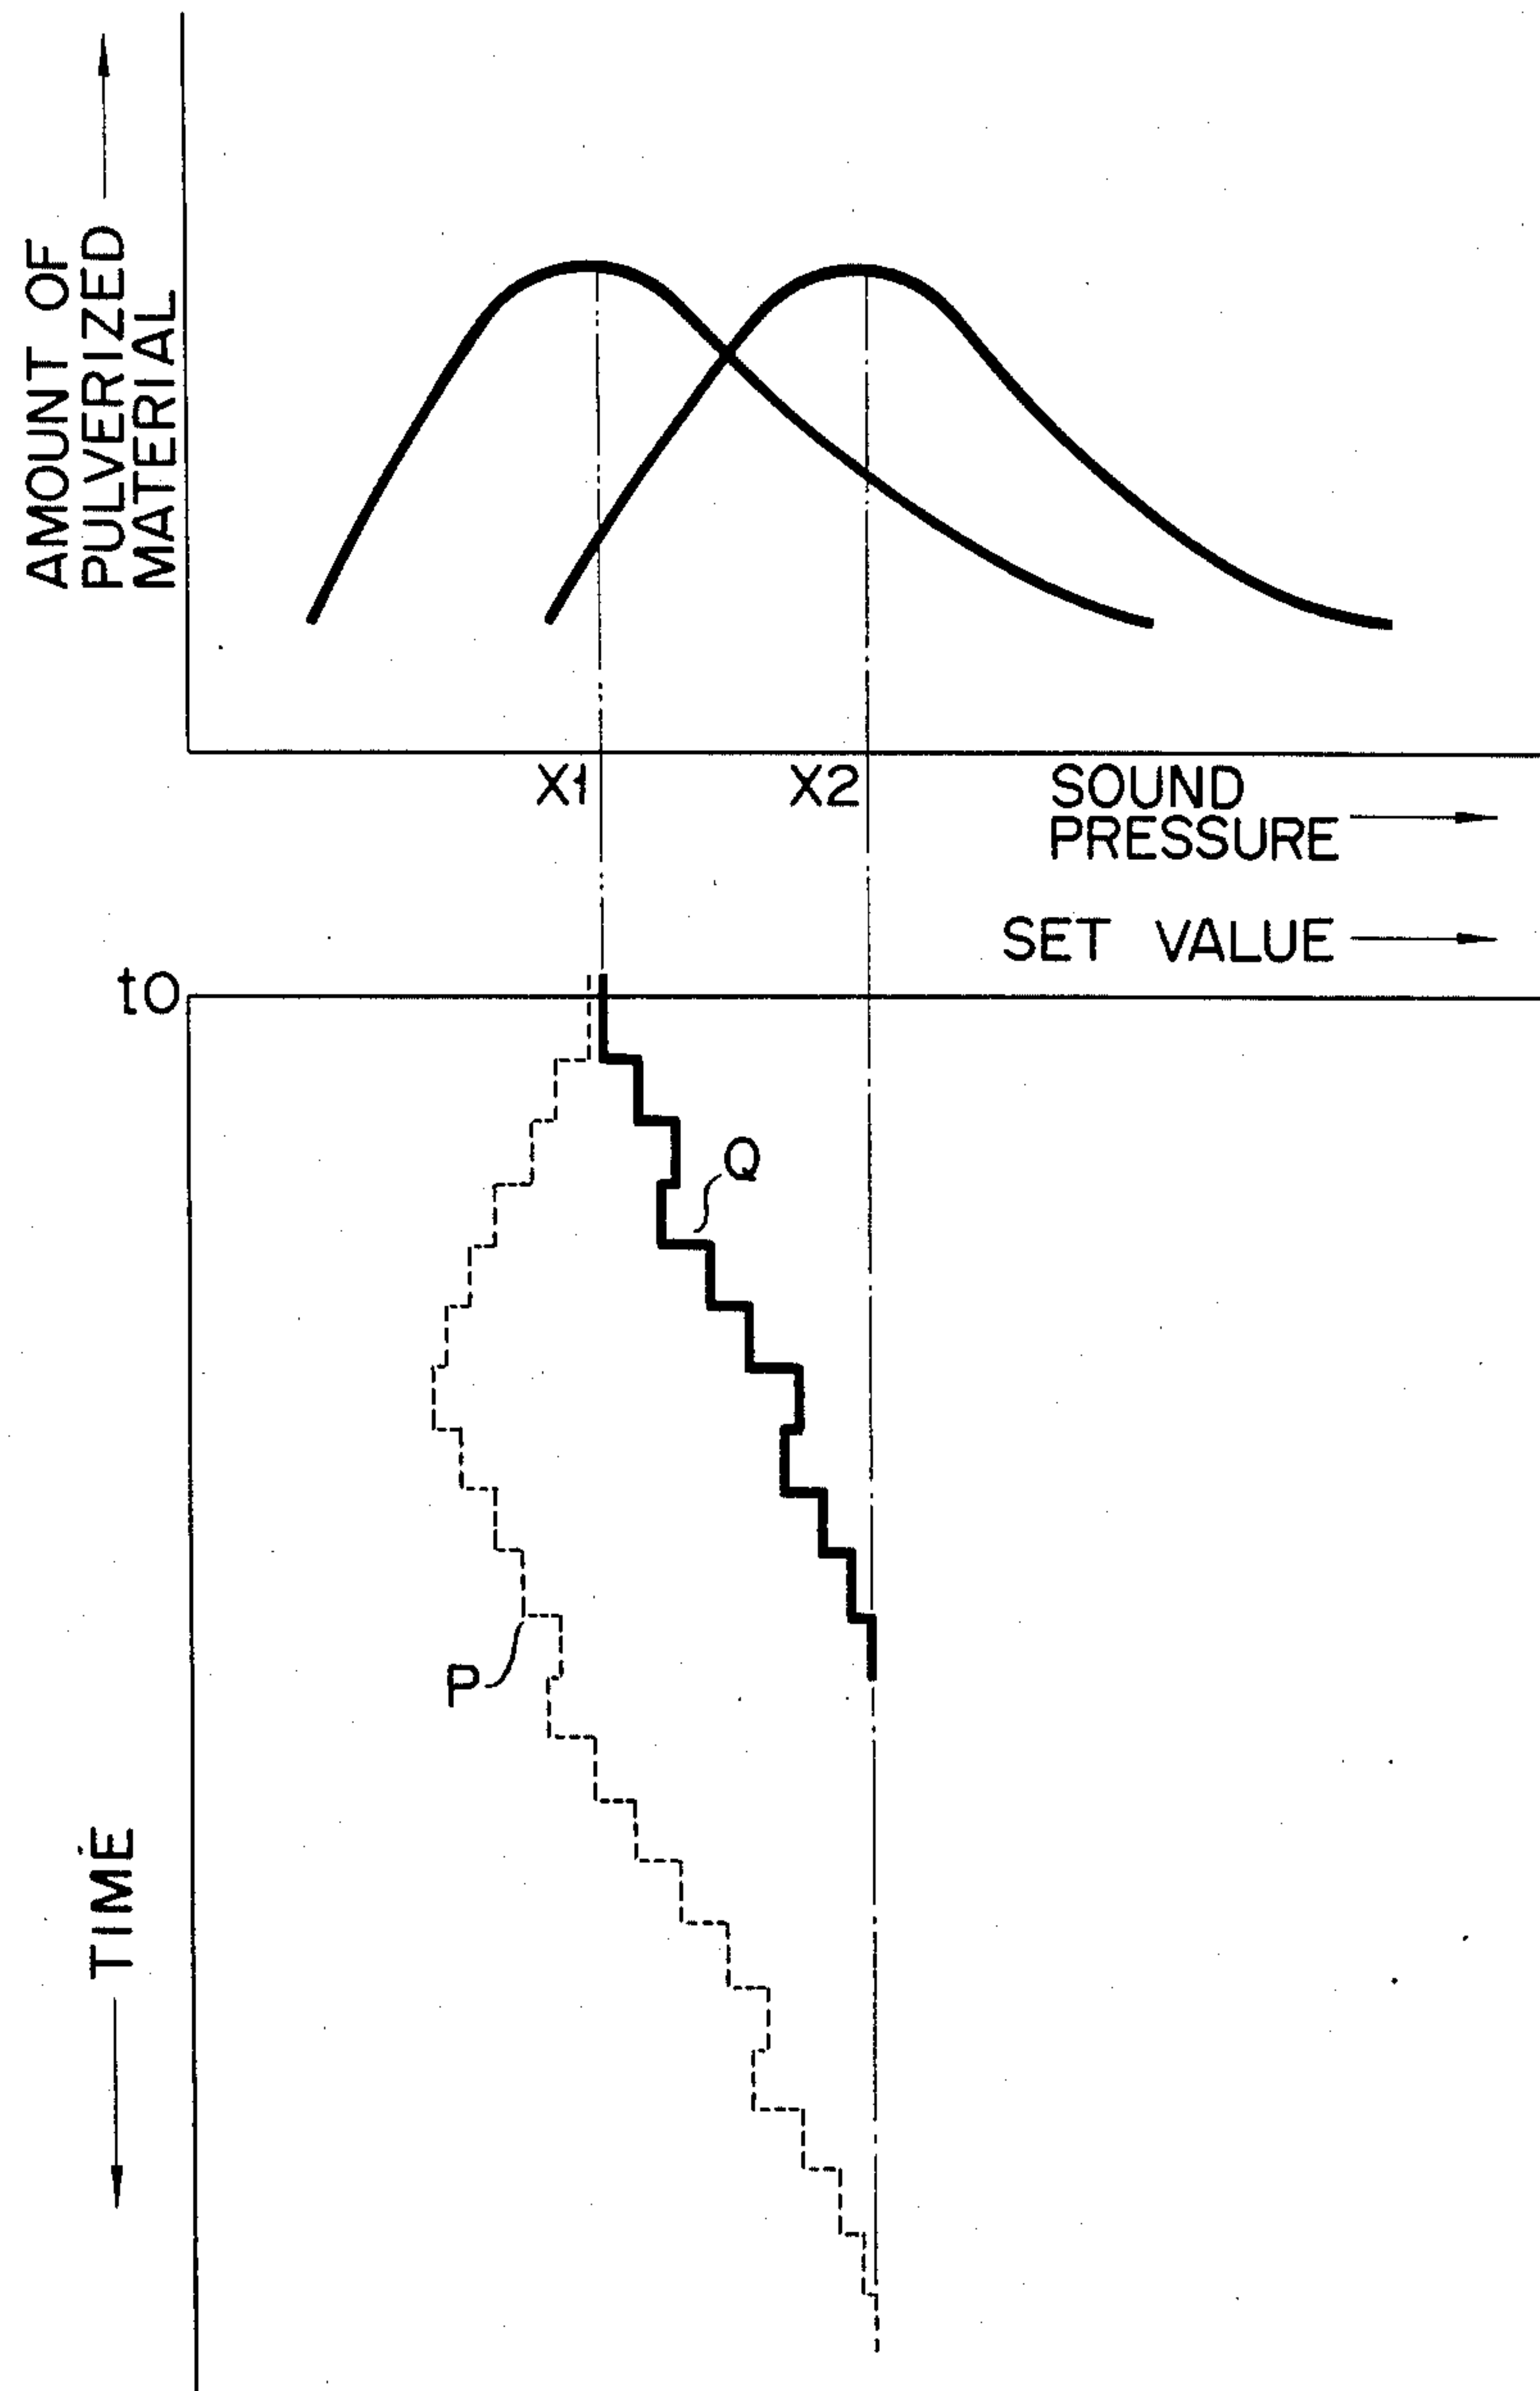 AMOUNT OF
PULVERIZED
MATERIAL
X1
X2
SOUND
PRESSURE
SET VALUE
t0
Q
P
TIME